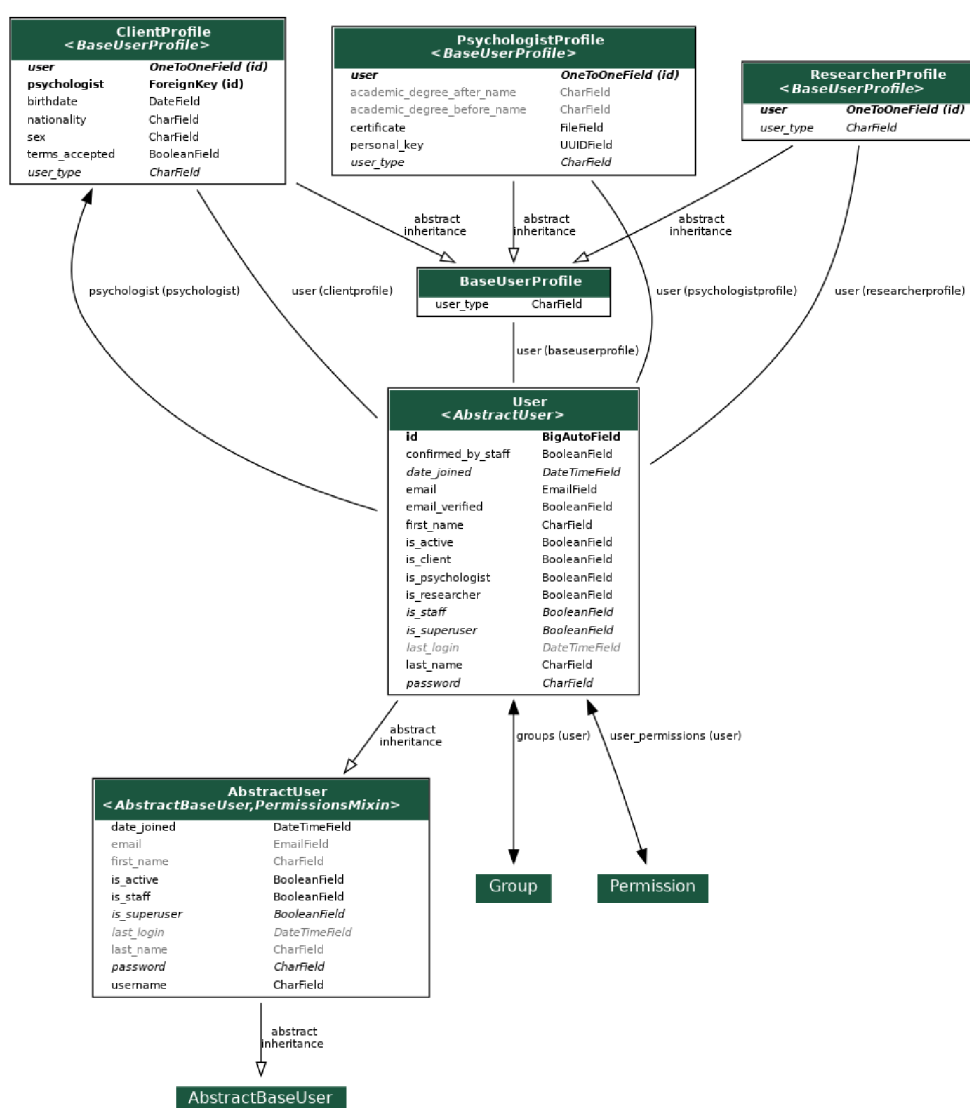 ClientProfile
<BaseUserProfile>
user OneToOneField (id)
psychologist ForeignKey (id)
birthdate DateField
nationality CharField
sex CharField
terms_accepted BooleanField
user_type CharField
PsychologistProfile
<BaseUserProfile>
user OneToOneField (id)
academic_degree_after_name CharField
academic_degree_before_name CharField
certificate FileField
personal_key UUIDField
user_type CharField
ResearcherProfile
<BaseUserProfile>
user OneToOneField (id)
user_type CharField
abstract
inheritance
abstract
inheritance
abstract
inheritance
BaseUserProfile
user_type CharField
psychologist (psychologist)
user (clientprofile)
user (psychologistprofile)
user (researcherprofile)
user (baseuserprofile)
User
<AbstractUser>
id BigAutoField
confirmed_by_staff BooleanField
date_joined DateTimeField
email EmailField
email_verified BooleanField
first_name CharField
is_active BooleanField
is_client BooleanField
is_psychologist BooleanField
is_researcher BooleanField
is_staff BooleanField
is_superuser BooleanField
last_login DateTimeField
last_name CharField
password CharField
abstract
inheritance
groups (user)
user_permissions (user)
AbstractUser
<AbstractBaseUser,PermissionsMixin>
date_joined DateTimeField
email EmailField
first_name CharField
is_active BooleanField
is_staff BooleanField
is_superuser BooleanField
last_login DateTimeField
last_name CharField
password CharField
username CharField
Group
Permission
abstract
inheritance
AbstractBaseUser